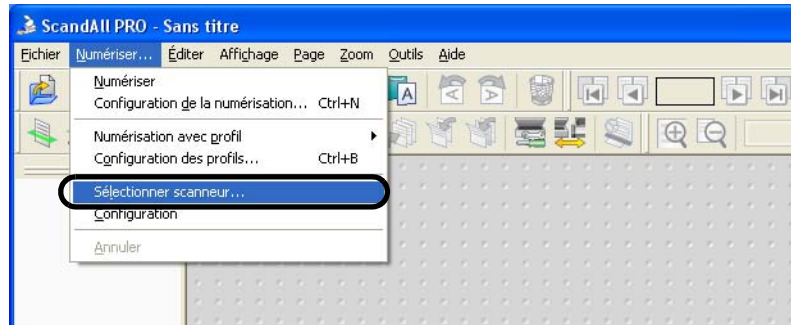 ScandAll PRO - Sans titre
Fichier Numériser... Éditer Affichage Page Zoom Outils Aide
Numériser
Configuration de la numérisation... Ctrl+N
Numérisation avec profil
Configuration des profils... Ctrl+B
Sélectionner scanneur...
Configuration
Annuler
A